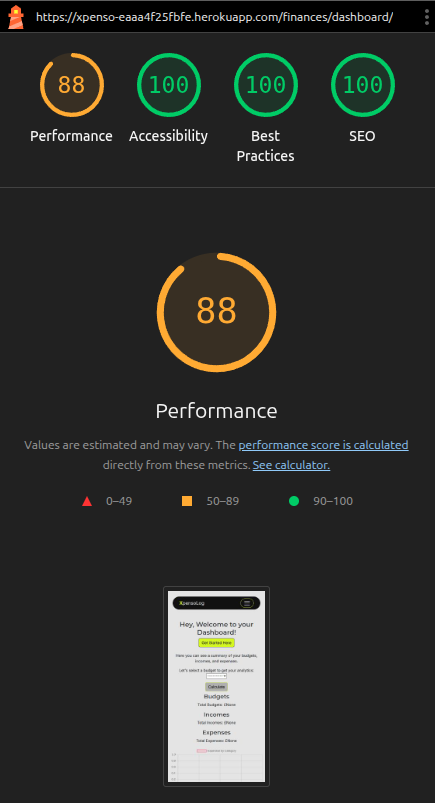 https://xpenso-eaaa4f25fbfe.herokuapp.com/finances/dashboard/
88 100 100 100
Performance Accessibility Best Practices SEO
88
Performance
Values are estimated and may vary. The performance score is calculated
directly from these metrics. See calculator.
0–49 50–89 90–100
XpensoLog
Hey, Welcome to your
Dashboard!
Get Started Here
Here you can see a summary of your budgets,
incomes, and expenses.
Let's select a budget to get your analytics:
Calculate
Budgets
Total Budgets: 0None
Incomes
Total Incomes: 0None
Expenses
Total Expenses: 0None